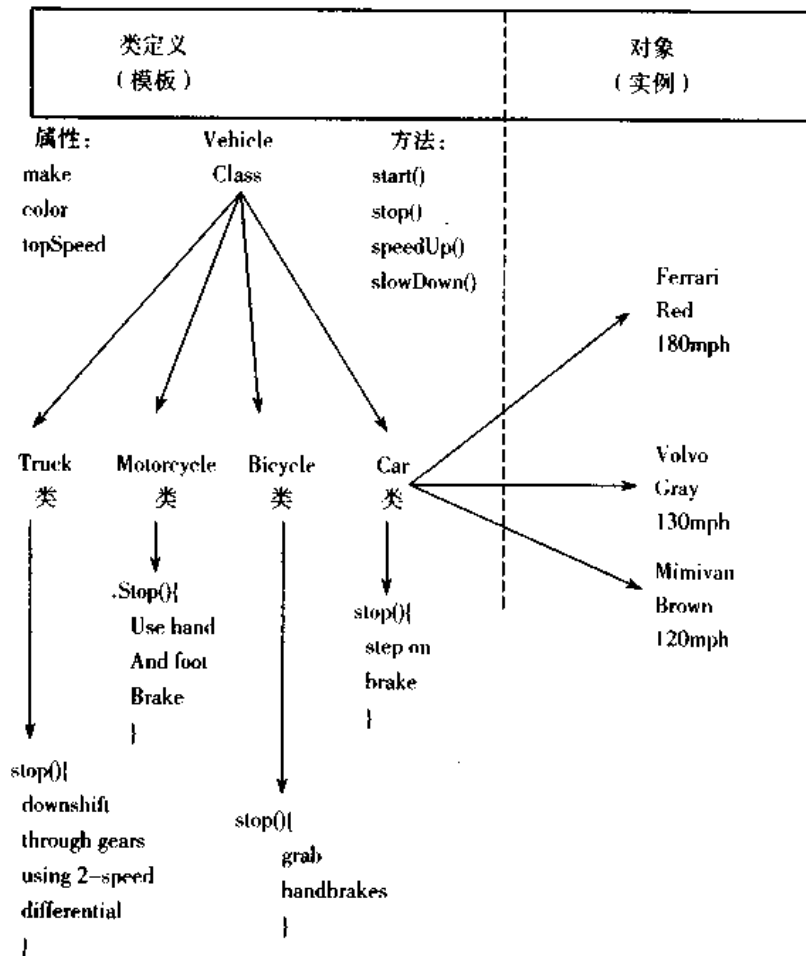 类定义
（模板）
对象
（实例）
属性：
make
color
topSpeed
Vehicle
Class
方法：
start()
stop()
speedUp()
slowDown()
Ferrari
Red
180mph
Volvo
Gray
130mph
Mimivan
Brown
120mph
Truck
类
Motorcycle
类
Bicycle
类
Car
类
.Stop(){
Use hand
And foot
Brake
}
stop(){
step on
brake
}
stop(){
downshift
through gears
using 2-speed
differential
}
stop(){
grab
handbrakes
}